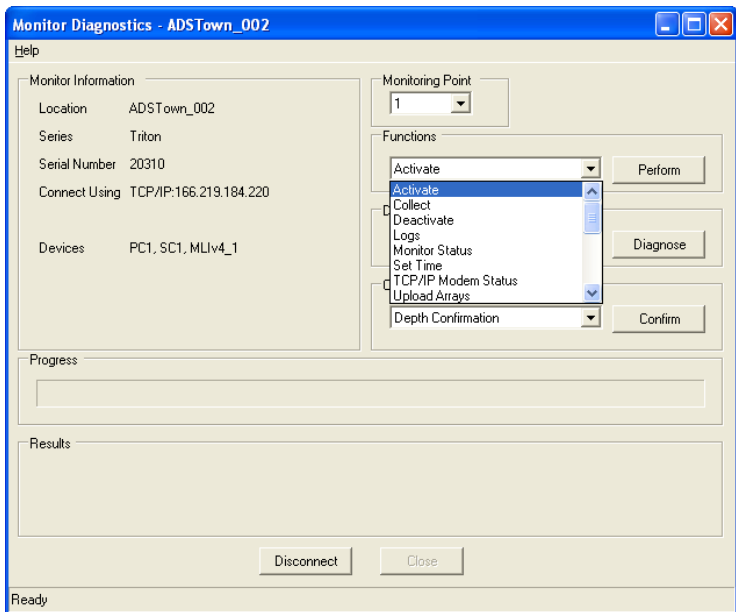 Monitor Diagnostics - ADSTown_002
Help
Monitor Information
Location ADSTown_002
Series Triton
Serial Number 20310
Connect Using TCP/IP:166.219.184.220
Devices PC1, SC1, MLIv4_1
Monitoring Point
1
Functions
Activate
Perform
Activate
Collect
Deactivate
Logs
Monitor Status
Set Time
TCP/IP Modem Status
Upload Arrays
Diagnose
Depth Confirmation
Confirm
Progress
Results
Disconnect
Close
Ready